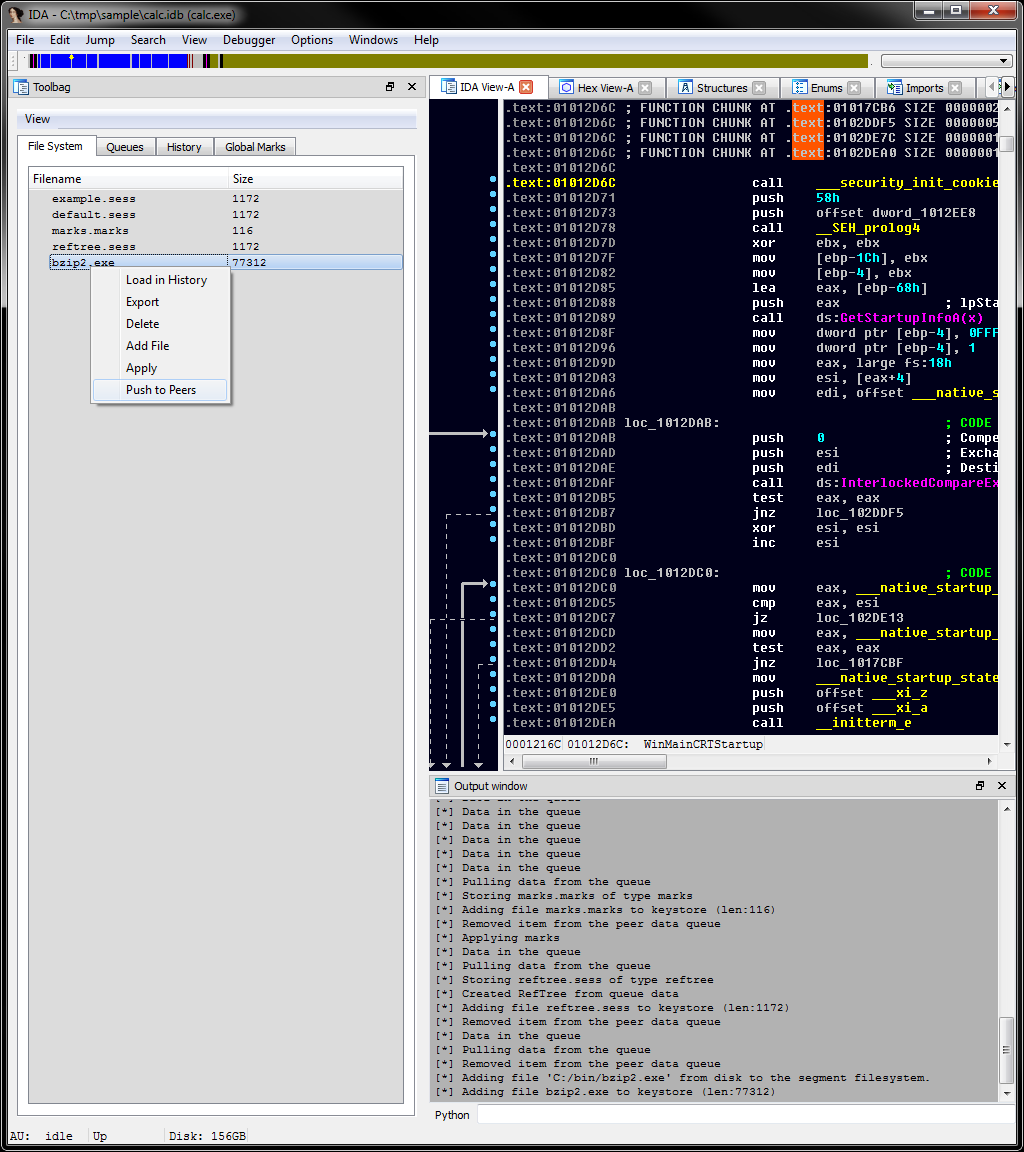 IDA - C:\tmp\sample\calc.idb (calc.exe)
File Edit Jump Search View Debugger Options Windows Help
Toolbag
View
File System Queues History Global Marks
Filename Size
example.sess 1172
default.sess 1172
marks.marks 116
reftree.sess 1172
bzip2.exe 77312
Load in History
Export
Delete
Add File
Apply
Push to Peers
IDA View-A Hex View-A Structures Enums Imports
.text:01012D6C ; FUNCTION CHUNK AT .text:01017CB6 SIZE 0000002
.text:01012D6C ; FUNCTION CHUNK AT .text:0102DDF5 SIZE 0000005
.text:01012D6C ; FUNCTION CHUNK AT .text:0102DE7C SIZE 0000001
.text:01012D6C ; FUNCTION CHUNK AT .text:0102DEA0 SIZE 0000001
.text:01012D6C
.text:01012D6C call ___security_init_cookie
.text:01012D71 push 58h
.text:01012D73 push offset dword_1012EE8
.text:01012D78 call __SEH_prolog4
.text:01012D7D xor ebx, ebx
.text:01012D7F mov [ebp-1Ch], ebx
.text:01012D82 mov [ebp-4], ebx
.text:01012D85 lea eax, [ebp-68h]
.text:01012D88 push eax ; lpSta
.text:01012D89 call ds:GetStartupInfoA(x)
.text:01012D8F mov dword ptr [ebp-4], 0FFF
.text:01012D96 mov dword ptr [ebp-4], 1
.text:01012D9D mov eax, large fs:18h
.text:01012DA3 mov esi, [eax+4]
.text:01012DA6 mov edi, offset ___native_s
.text:01012DAB
.text:01012DAB loc_1012DAB: ; CODE
.text:01012DAB push 0 ; Compe
.text:01012DAD push esi ; Excha
.text:01012DAE push edi ; Desti
.text:01012DAF call ds:InterlockedCompareEx
.text:01012DB5 test eax, eax
.text:01012DB7 jnz loc_102DDF5
.text:01012DBD xor esi, esi
.text:01012DBF inc esi
.text:01012DC0
.text:01012DC0 loc_1012DC0: ; CODE
.text:01012DC0 mov eax, ___native_startup_
.text:01012DC5 cmp eax, esi
.text:01012DC7 jz loc_102DE13
.text:01012DCD mov eax, ___native_startup_
.text:01012DD2 test eax, eax
.text:01012DD4 jnz loc_1017CBF
.text:01012DDA mov ___native_startup_state
.text:01012DE0 push offset ___xi_z
.text:01012DE5 push offset ___xi_a
.text:01012DEA call __initterm_e
0001216C 01012D6C: WinMainCRTStartup
Output window
[*] Data in the queue
[*] Data in the queue
[*] Data in the queue
[*] Data in the queue
[*] Data in the queue
[*] Data in the queue
[*] Pulling data from the queue
[*] Storing marks.marks of type marks
[*] Adding file marks.marks to keystore (len:116)
[*] Removed item from the peer data queue
[*] Applying marks
[*] Data in the queue
[*] Pulling data from the queue
[*] Storing reftree.sess of type reftree
[*] Created RefTree from queue data
[*] Adding file reftree.sess to keystore (len:1172)
[*] Removed item from the peer data queue
[*] Data in the queue
[*] Pulling data from the queue
[*] Removed item from the peer data queue
[*] Adding file 'C:/bin/bzip2.exe' from disk to the segment filesystem.
[*] Adding file bzip2.exe to keystore (len:77312)
Python
AU: idle Up Disk: 156GB